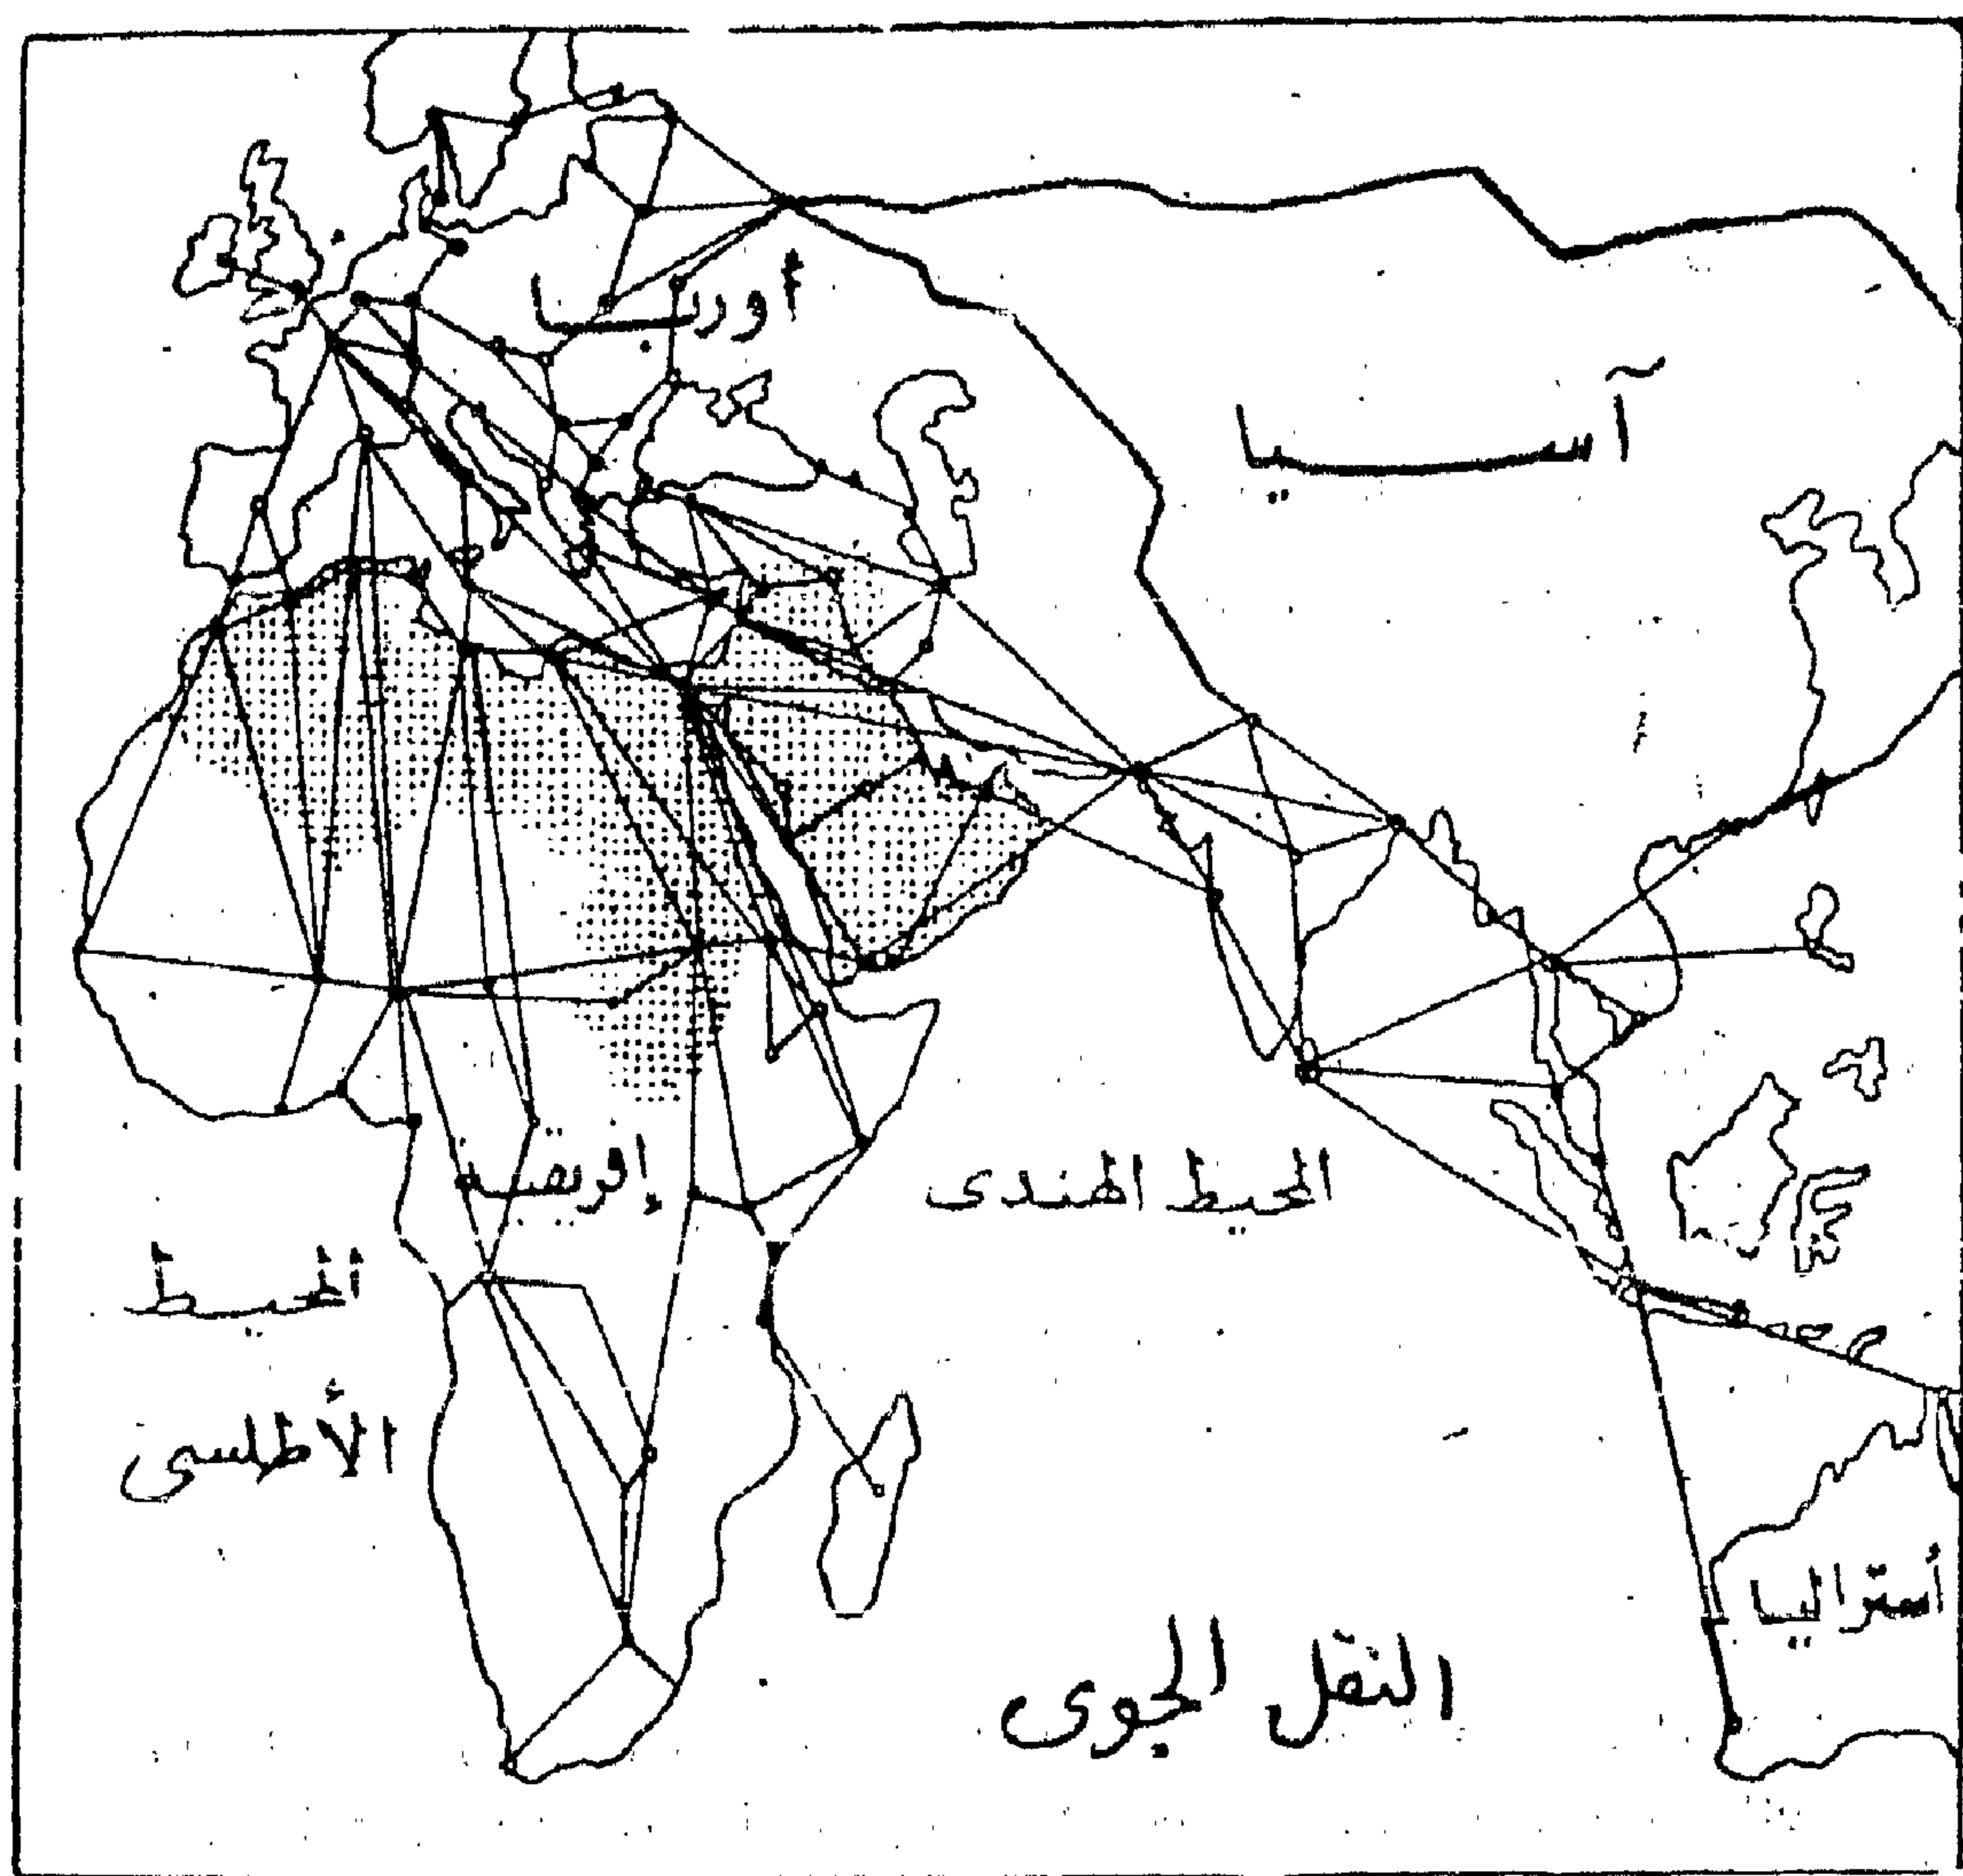 أوربا
آسيا
إفريقية
المحيط الهندى
المحيط
الأطلسى
أستراليا
النقل الجوى